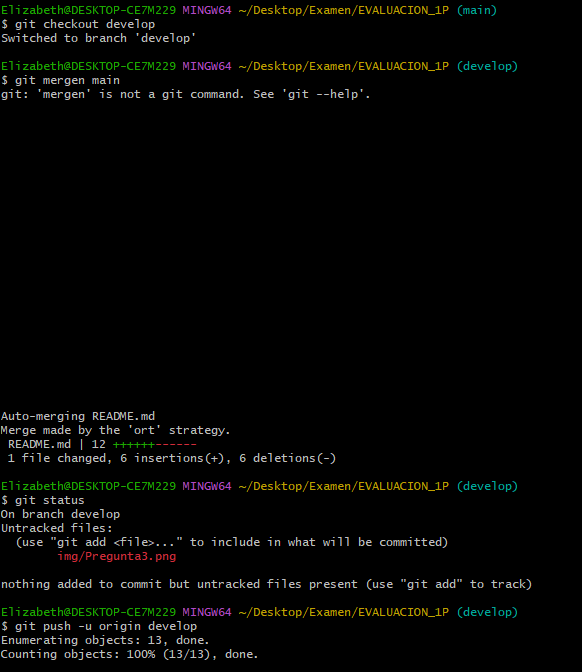 Elizabeth@DESKTOP-CE7M229 MINGW64 ~/Desktop/Examen/EVALUACION_1P (main)
$ git checkout develop
Switched to branch 'develop'
Elizabeth@DESKTOP-CE7M229 MINGW64 ~/Desktop/Examen/EVALUACION_1P (develop)
$ git mergen main
git: 'mergen' is not a git command. See 'git --help'.
Auto-merging README.md
Merge made by the 'ort' strategy.
README.md | 12 ++++++------
1 file changed, 6 insertions(+), 6 deletions(-)
Elizabeth@DESKTOP-CE7M229 MINGW64 ~/Desktop/Examen/EVALUACION_1P (develop)
$ git status
On branch develop
Untracked files:
(use "git add <file>..." to include in what will be committed)
img/Pregunta3.png
nothing added to commit but untracked files present (use "git add" to track)
Elizabeth@DESKTOP-CE7M229 MINGW64 ~/Desktop/Examen/EVALUACION_1P (develop)
$ git push -u origin develop
Enumerating objects: 13, done.
Counting objects: 100% (13/13), done.